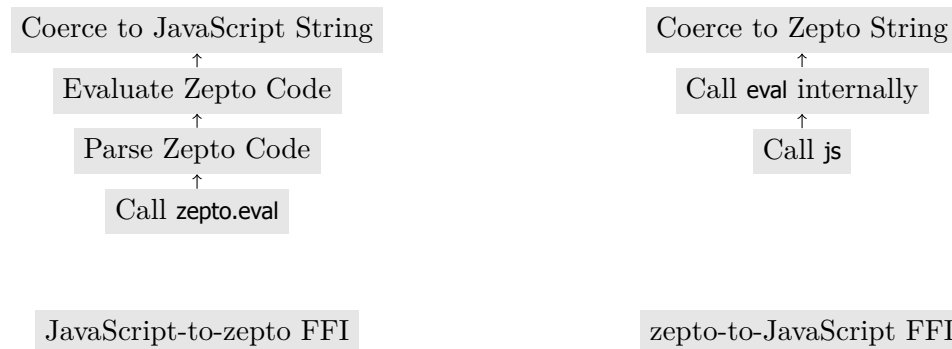 Coerce to JavaScript String
Evaluate Zepto Code
Parse Zepto Code
Call zepto.eval
JavaScript-to-zepto FFI
Coerce to Zepto String
Call eval internally
Call js
zepto-to-JavaScript FFI